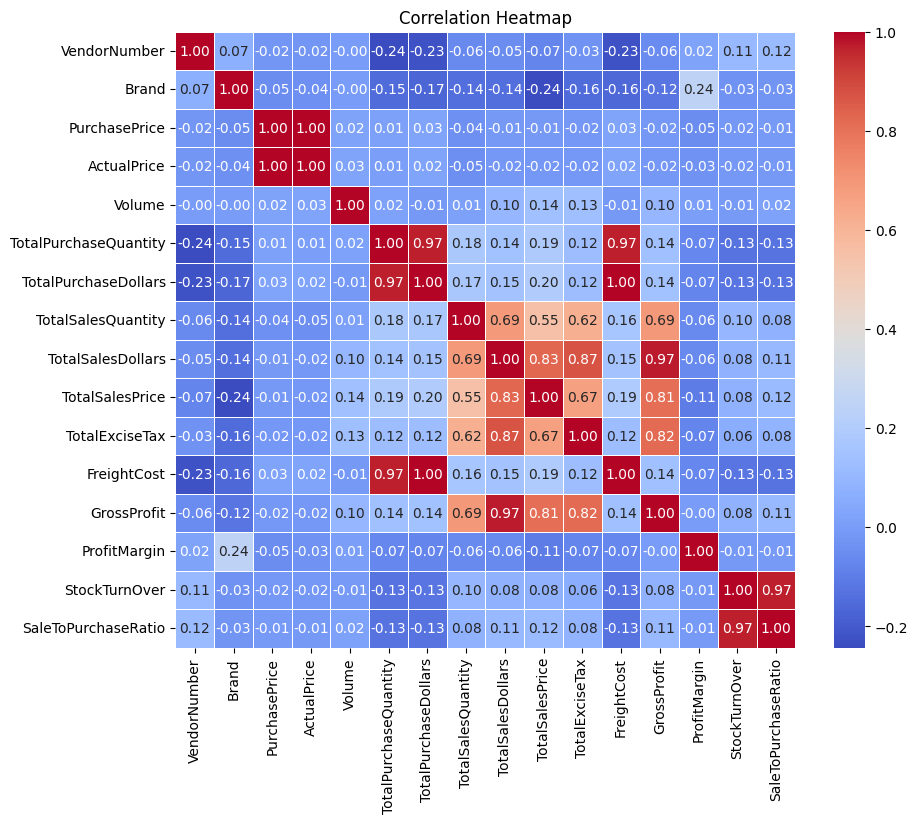 Correlation Heatmap
VendorNumber 1.00 0.07 -0.02 -0.02 -0.00 -0.24 -0.23 -0.06 -0.05 -0.07 -0.03 -0.23 -0.06 0.02 0.11 0.12
Brand 0.07 1.00 -0.05 -0.04 -0.00 -0.15 -0.17 -0.14 -0.14 -0.24 -0.16 -0.16 -0.12 0.24 -0.03 -0.03
PurchasePrice -0.02 -0.05 1.00 1.00 0.02 0.01 0.03 -0.04 -0.01 -0.01 -0.02 0.03 -0.02 -0.05 -0.02 -0.01
ActualPrice -0.02 -0.04 1.00 1.00 0.03 0.01 0.02 -0.05 -0.02 -0.02 -0.02 0.02 -0.02 -0.03 -0.02 -0.01
Volume -0.00 -0.00 0.02 0.03 1.00 0.02 -0.01 0.01 0.10 0.14 0.13 -0.01 0.10 0.01 -0.01 0.02
TotalPurchaseQuantity -0.24 -0.15 0.01 0.01 0.02 1.00 0.97 0.18 0.14 0.19 0.12 0.97 0.14 -0.07 -0.13 -0.13
TotalPurchaseDollars -0.23 -0.17 0.03 0.02 -0.01 0.97 1.00 0.17 0.15 0.20 0.12 1.00 0.14 -0.07 -0.13 -0.13
TotalSalesQuantity -0.06 -0.14 -0.04 -0.05 0.01 0.18 0.17 1.00 0.69 0.55 0.62 0.16 0.69 -0.06 0.10 0.08
TotalSalesDollars -0.05 -0.14 -0.01 -0.02 0.10 0.14 0.15 0.69 1.00 0.83 0.87 0.15 0.97 -0.06 0.08 0.11
TotalSalesPrice -0.07 -0.24 -0.01 -0.02 0.14 0.19 0.20 0.55 0.83 1.00 0.67 0.19 0.81 -0.11 0.08 0.12
TotalExciseTax -0.03 -0.16 -0.02 -0.02 0.13 0.12 0.12 0.62 0.87 0.67 1.00 0.12 0.82 -0.07 0.06 0.08
FreightCost -0.23 -0.16 0.03 0.02 -0.01 0.97 1.00 0.16 0.15 0.19 0.12 1.00 0.14 -0.07 -0.13 -0.13
GrossProfit -0.06 -0.12 -0.02 -0.02 0.10 0.14 0.14 0.69 0.97 0.81 0.82 0.14 1.00 -0.00 0.08 0.11
ProfitMargin 0.02 0.24 -0.05 -0.03 0.01 -0.07 -0.07 -0.06 -0.06 -0.11 -0.07 -0.07 -0.00 1.00 -0.01 -0.01
StockTurnOver 0.11 -0.03 -0.02 -0.02 -0.01 -0.13 -0.13 0.10 0.08 0.08 0.06 -0.13 0.08 -0.01 1.00 0.97
SaleToPurchaseRatio 0.12 -0.03 -0.01 -0.01 0.02 -0.13 -0.13 0.08 0.11 0.12 0.08 -0.13 0.11 -0.01 0.97 1.00
VendorNumber
Brand
PurchasePrice
ActualPrice
Volume
TotalPurchaseQuantity
TotalPurchaseDollars
TotalSalesQuantity
TotalSalesDollars
TotalSalesPrice
TotalExciseTax
FreightCost
GrossProfit
ProfitMargin
StockTurnOver
SaleToPurchaseRatio
1.0
0.8
0.6
0.4
0.2
0.0
−0.2